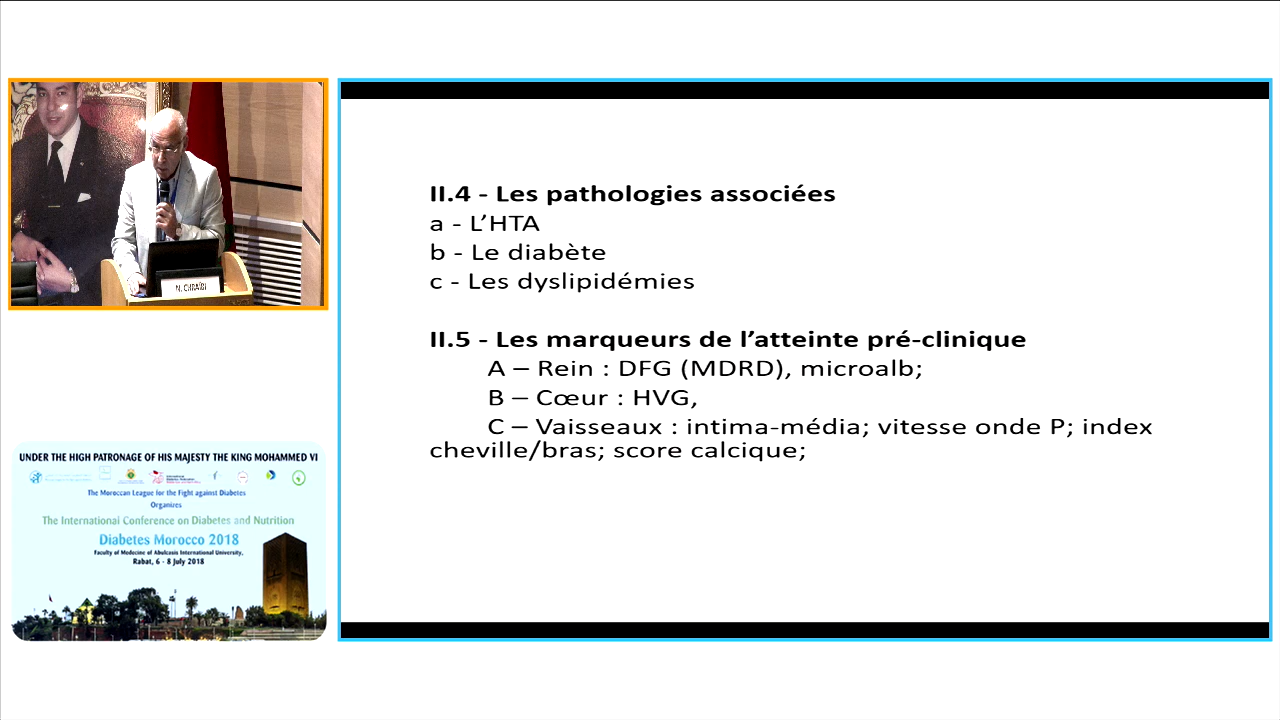 N. CHRAÏBI
UNDER THE HIGH PATRONAGE OF HIS MAJESTY THE KING MOHAMMED VI
The Moroccan League for the Fight against Diabetes
Organizes
The International Conference on Diabetes and Nutrition
Diabetes Morocco 2018
Faculty of Medecine of Abulcasis International University,
Rabat, 6 - 8 July 2018
II.4 - Les pathologies associées
a - L’HTA
b - Le diabète
c - Les dyslipidémies
II.5 - Les marqueurs de l’atteinte pré-clinique
A – Rein : DFG (MDRD), microalb;
B – Cœur : HVG,
C – Vaisseaux : intima-média; vitesse onde P; index
cheville/bras; score calcique;